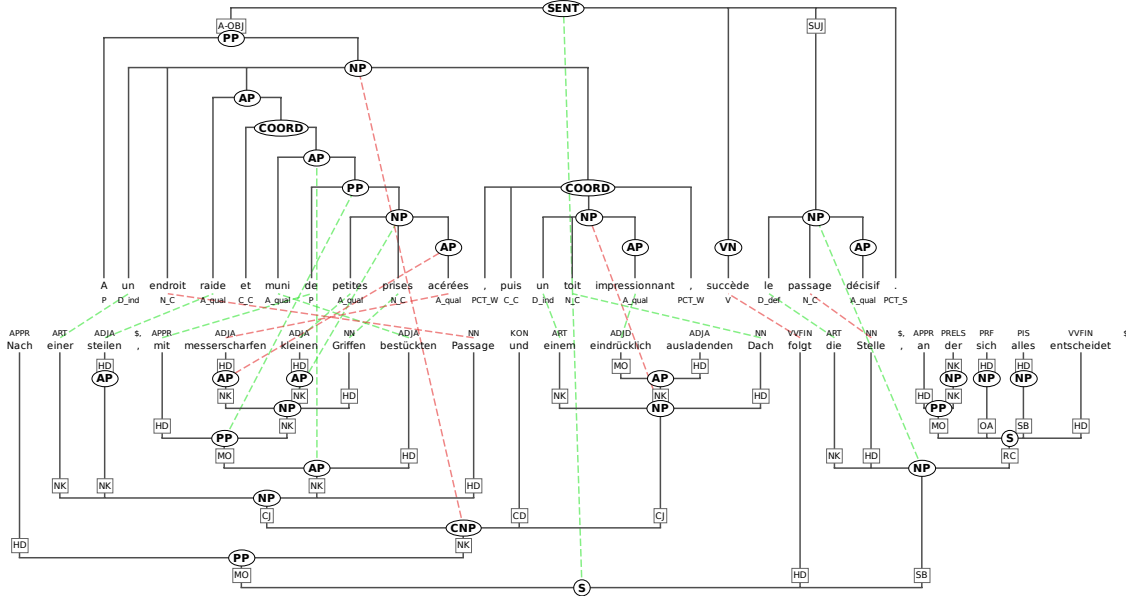 SENT
A-OBJ SUJ
PP
NP
AP
COORD
AP
PP COORD
NP NP NP
AP AP VN AP
A un endroit raide et muni de petites prises acérées , puis un toit impressionnant , succède le passage décisif .
P D_ind N_C A_qual C_C A_qual P A_qual N_C A_qual PCT_W C_C D_ind N_C A_qual PCT_W V D_def N_C A_qual PCT_S
APPR ART ADJA $, APPR ADJA ADJA NN ADJA NN KON ART ADJD ADJA NN VVFIN ART NN $, APPR PRELS PRF PIS VVFIN $
Nach einer steilen , mit messerscharfen kleinen Griffen bestückten Passage und einem eindrücklich ausladenden Dach folgt die Stelle , an der sich alles entscheidet
HD HD HD MO HD NK HD HD
AP AP AP AP NP NP NP
NK NK HD NK NK HD NK HD HD NK
NP NP PP
HD NK MO OA SB HD
PP S
MO HD NK HD RC
AP NP
NK NK NK HD
NP
CJ CD CJ
CNP
HD NK
PP
MO HD SB
S